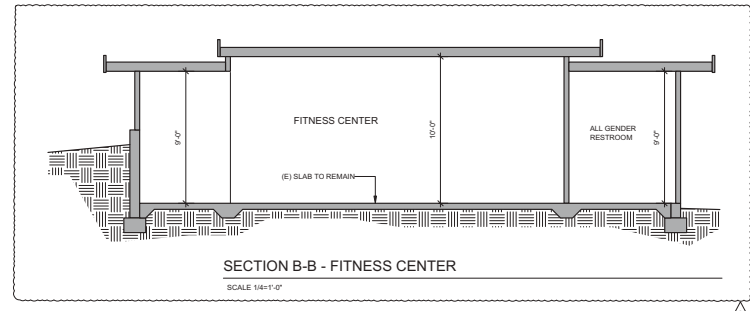 9'-0"
FITNESS CENTER
10'-0"
ALL GENDER
RESTROOM
9'-0"
(E) SLAB TO REMAIN
SECTION B-B - FITNESS CENTER
SCALE 1/4=1'-0"